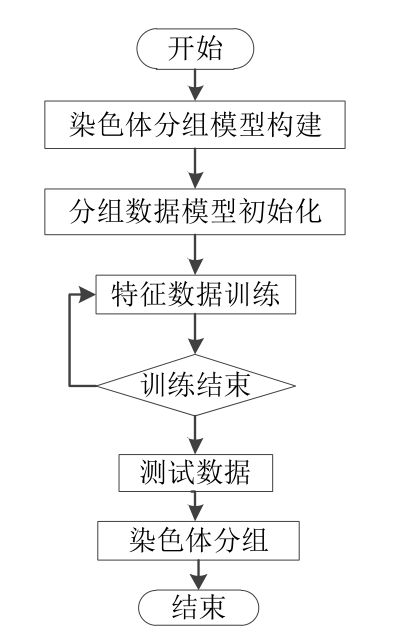 开始
染色体分组模型构建
分组数据模型初始化
特征数据训练
训练结束
测试数据
染色体分组
结束